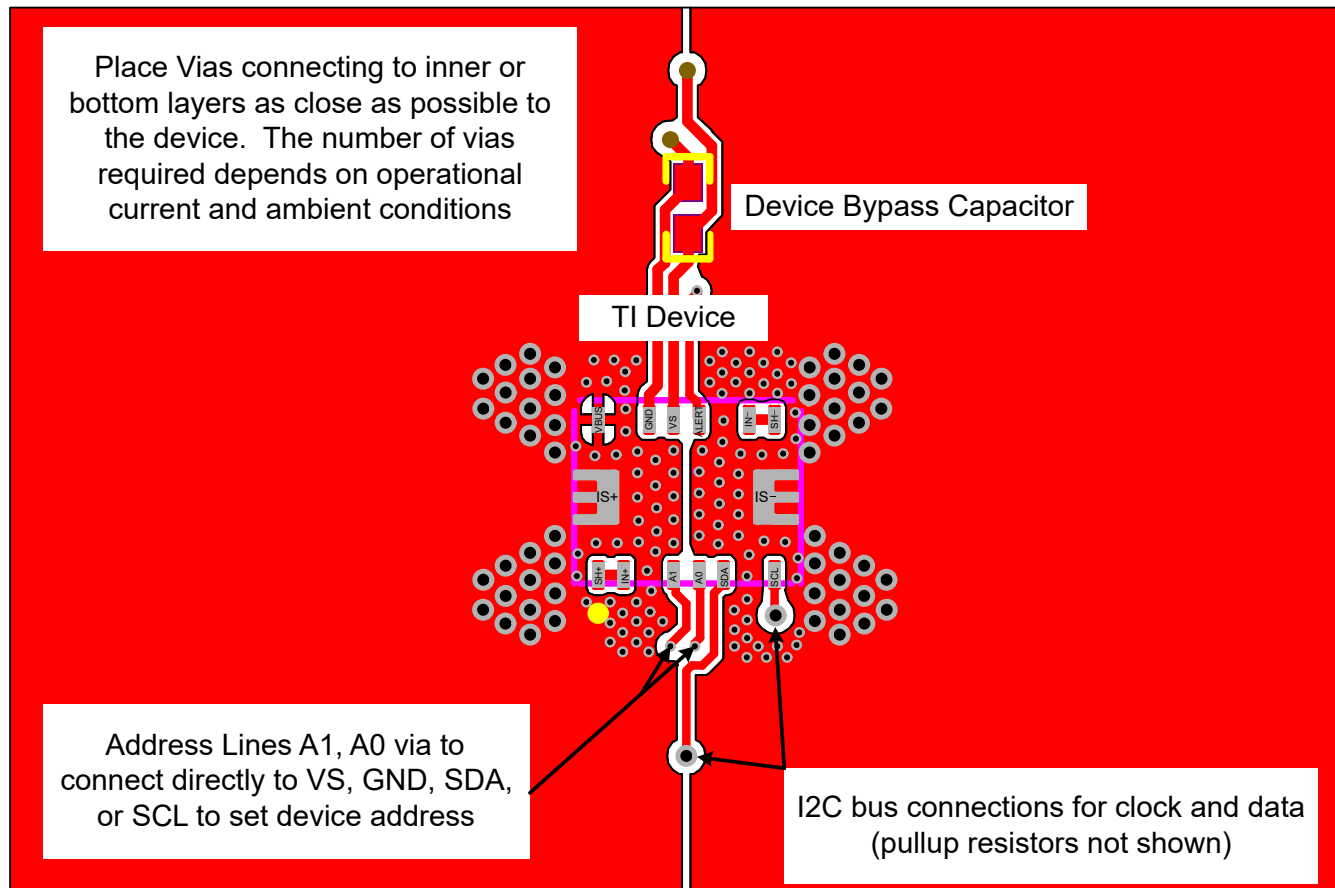 Place Vias connecting to inner or
bottom layers as close as possible to
the device. The number of vias
required depends on operational
current and ambient conditions
Device Bypass Capacitor
TI Device
VBUS
GND
VS
ALERT
IN−
SH−
IS+
IS−
SH+
IN+
A1
A0
SDA
SCL
Address Lines A1, A0 via to
connect directly to VS, GND, SDA,
or SCL to set device address
I2C bus connections for clock and data
(pullup resistors not shown)